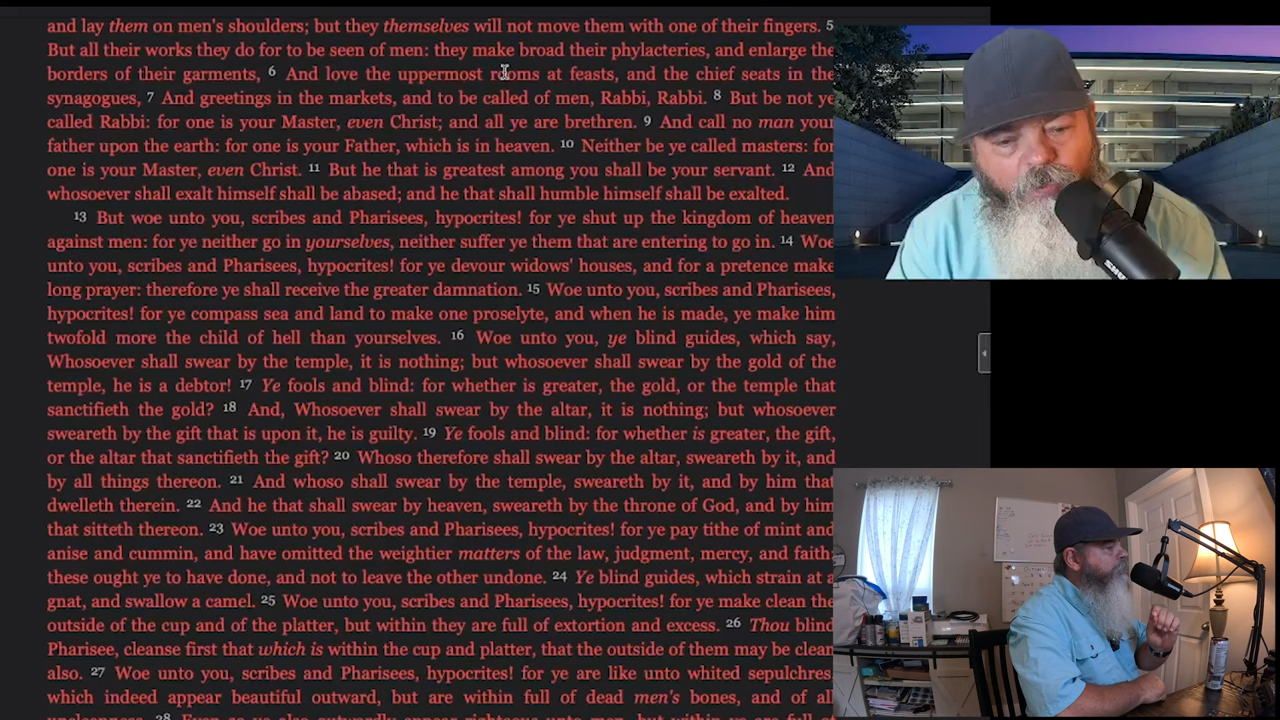 and lay them on men's shoulders; but they themselves will not move them with one of their fingers. 5
But all their works they do for to be seen of men: they make broad their phylacteries, and enlarge the
borders of their garments, 6 And love the uppermost rooms at feasts, and the chief seats in the
synagogues, 7 And greetings in the markets, and to be called of men, Rabbi, Rabbi. 8 But be not ye
called Rabbi: for one is your Master, even Christ; and all ye are brethren. 9 And call no man your
father upon the earth: for one is your Father, which is in heaven. 10 Neither be ye called masters: for
one is your Master, even Christ. 11 But he that is greatest among you shall be your servant. 12 And
whosoever shall exalt himself shall be abased; and he that shall humble himself shall be exalted.
13 But woe unto you, scribes and Pharisees, hypocrites! for ye shut up the kingdom of heaven
against men: for ye neither go in yourselves, neither suffer ye them that are entering to go in. 14 Woe
unto you, scribes and Pharisees, hypocrites! for ye devour widows' houses, and for a pretence make
long prayer: therefore ye shall receive the greater damnation. 15 Woe unto you, scribes and Pharisees,
hypocrites! for ye compass sea and land to make one proselyte, and when he is made, ye make him
twofold more the child of hell than yourselves. 16 Woe unto you, ye blind guides, which say,
Whosoever shall swear by the temple, it is nothing; but whosoever shall swear by the gold of the
temple, he is a debtor! 17 Ye fools and blind: for whether is greater, the gold, or the temple that
sanctifieth the gold? 18 And, Whosoever shall swear by the altar, it is nothing; but whosoever
sweareth by the gift that is upon it, he is guilty. 19 Ye fools and blind: for whether is greater, the gift,
or the altar that sanctifieth the gift? 20 Whoso therefore shall swear by the altar, sweareth by it, and
by all things thereon. 21 And whoso shall swear by the temple, sweareth by it, and by him that
dwelleth therein. 22 And he that shall swear by heaven, sweareth by the throne of God, and by him
that sitteth thereon. 23 Woe unto you, scribes and Pharisees, hypocrites! for ye pay tithe of mint and
anise and cummin, and have omitted the weightier matters of the law, judgment, mercy, and faith
these ought ye to have done, and not to leave the other undone. 24 Ye blind guides, which strain at a
gnat, and swallow a camel. 25 Woe unto you, scribes and Pharisees, hypocrites! for ye make clean the
outside of the cup and of the platter, but within they are full of extortion and excess. 26 Thou blind
Pharisee, cleanse first that which is within the cup and platter, that the outside of them may be clean
also. 27 Woe unto you, scribes and Pharisees, hypocrites! for ye are like unto whited sepulchres,
which indeed appear beautiful outward, but are within full of dead men's bones, and of all
uncleanness. 28 Even so ye also outwardly appear righteous unto men, but within ye are full of